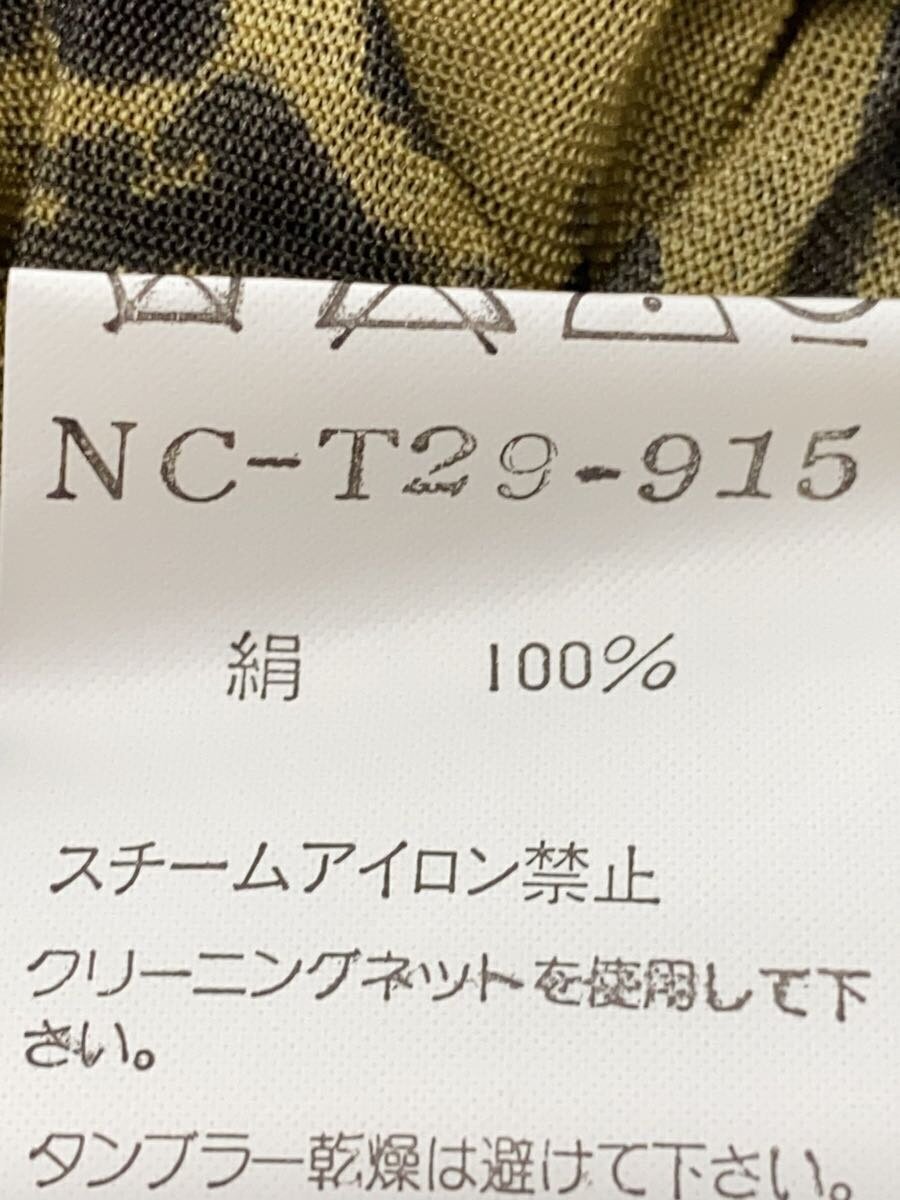 NC-T29-915
絹 100%
スチームアイロン禁止
クリーニングネットを使用して下
さい。
タンブラー乾燥は避けて下さい。